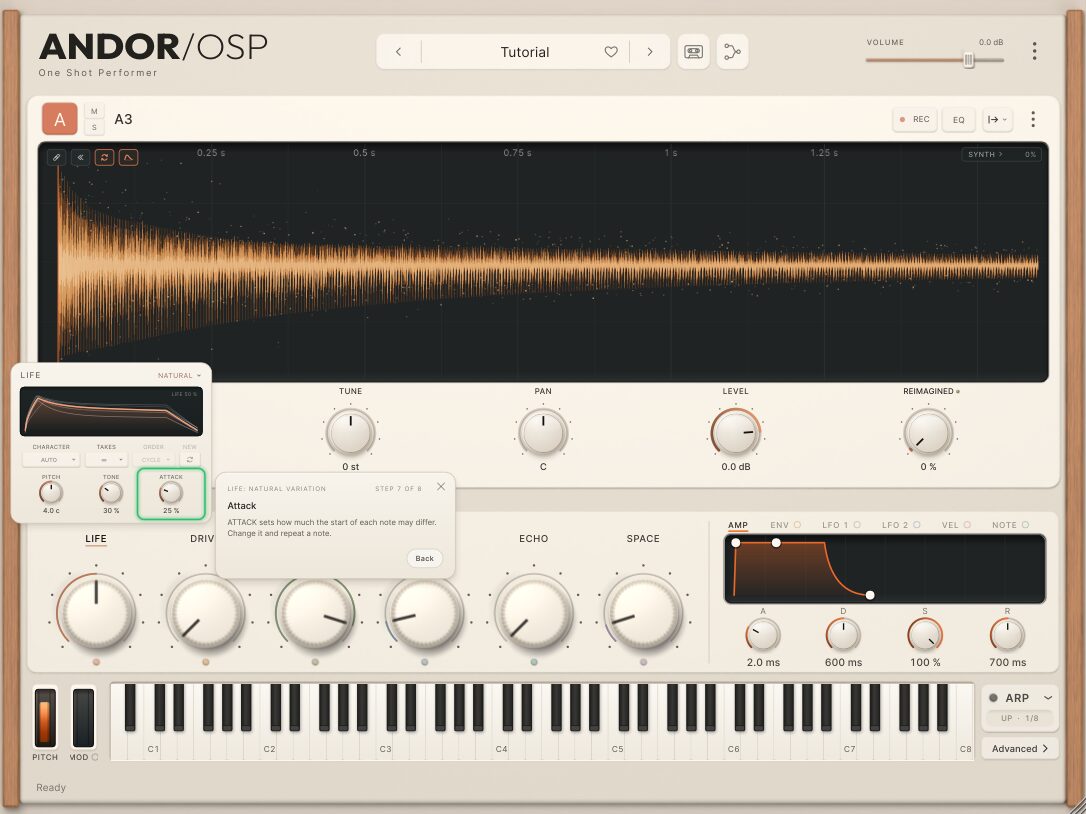 ANDOR/OSP
One Shot Performer
Tutorial
VOLUME 0.0 dB
A
M
S
A3
REC
EQ
0.25 s 0.5 s 0.75 s 1 s 1.25 s
SYNTH > 0%
LIFE NATURAL
LIFE 50 %
CHARACTER TAKES ORDER NEW
AUTO ∞ CYCLE
PITCH TONE ATTACK
4.0 c 30 % 25 %
TUNE PAN LEVEL REIMAGINED
0 st C 0.0 dB 0 %
LIFE: NATURAL VARIATION STEP 7 OF 8
Attack
ATTACK sets how much the start of each note may differ.
Change it and repeat a note.
Back
LIFE DRIV ECHO SPACE
AMP ENV LFO 1 LFO 2 VEL NOTE
A D S R
2.0 ms 600 ms 100 % 700 ms
PITCH MOD
C1 C2 C3 C4 C5 C6 C7 C8
ARP
UP · 1/8
Advanced >
Ready